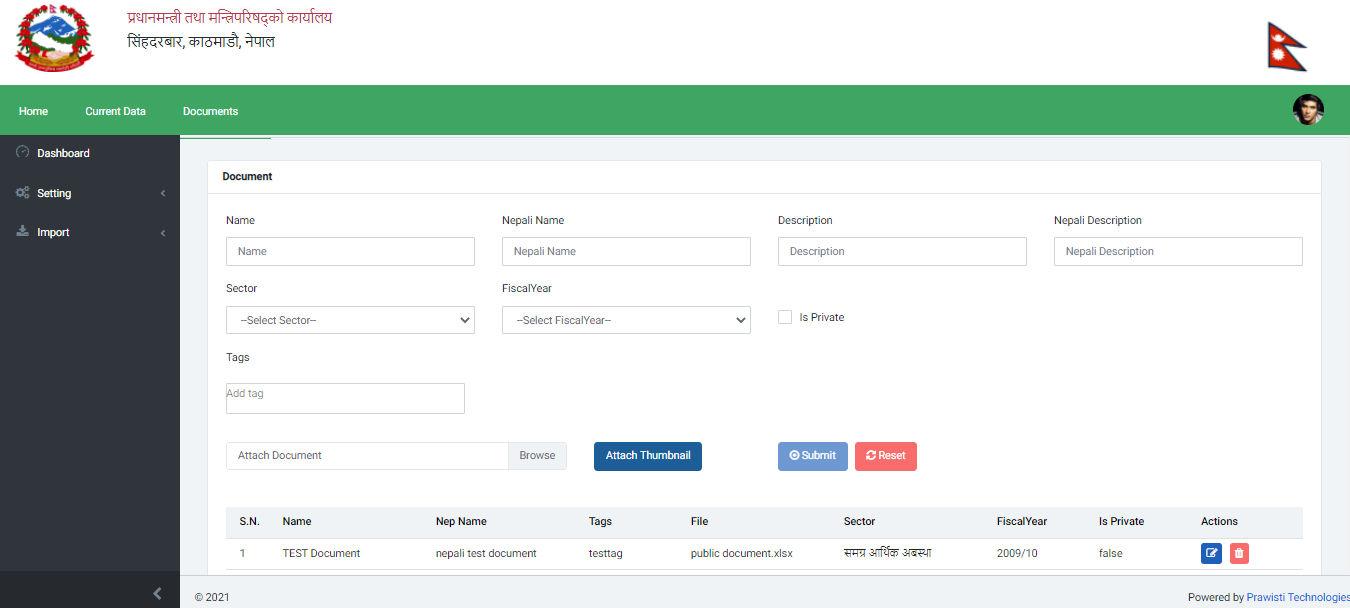 प्रधानमन्त्री तथा मन्त्रिपरिषद्को कार्यालय
सिंहदरबार, काठमाडौ, नेपाल
Home Current Data Documents
Dashboard
Setting
Import
Document
Name Nepali Name Description Nepali Description
Name Nepali Name Description Nepali Description
Sector FiscalYear
--Select Sector-- --Select FiscalYear-- Is Private
Tags
Add tag
Attach Document Browse Attach Thumbnail Submit Reset
S.N. Name Nep Name Tags File Sector FiscalYear Is Private Actions
1 TEST Document nepali test document testtag public document.xlsx समग्र आर्थिक अबस्था 2009/10 false
© 2021 Powered by Prawisti Technologies